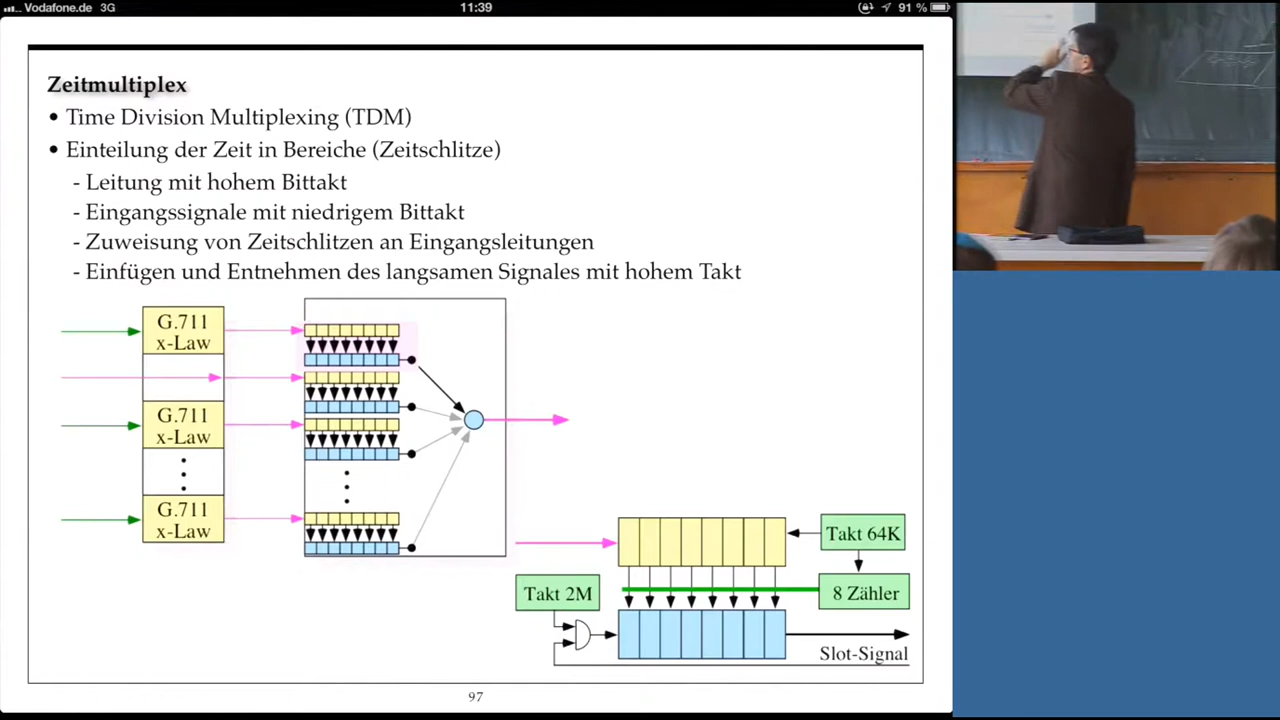 Vodafone.de 3G 11:39 91 %
Zeitmultiplex
• Time Division Multiplexing (TDM)
• Einteilung der Zeit in Bereiche (Zeitschlitze)
- Leitung mit hohem Bittakt
- Eingangssignale mit niedrigem Bittakt
- Zuweisung von Zeitschlitzen an Eingangsleitungen
- Einfügen und Entnehmen des langsamen Signales mit hohem Takt
G.711
x-Law
G.711
x-Law
G.711
x-Law
Takt 64K
Takt 2M
8 Zähler
Slot-Signal
97